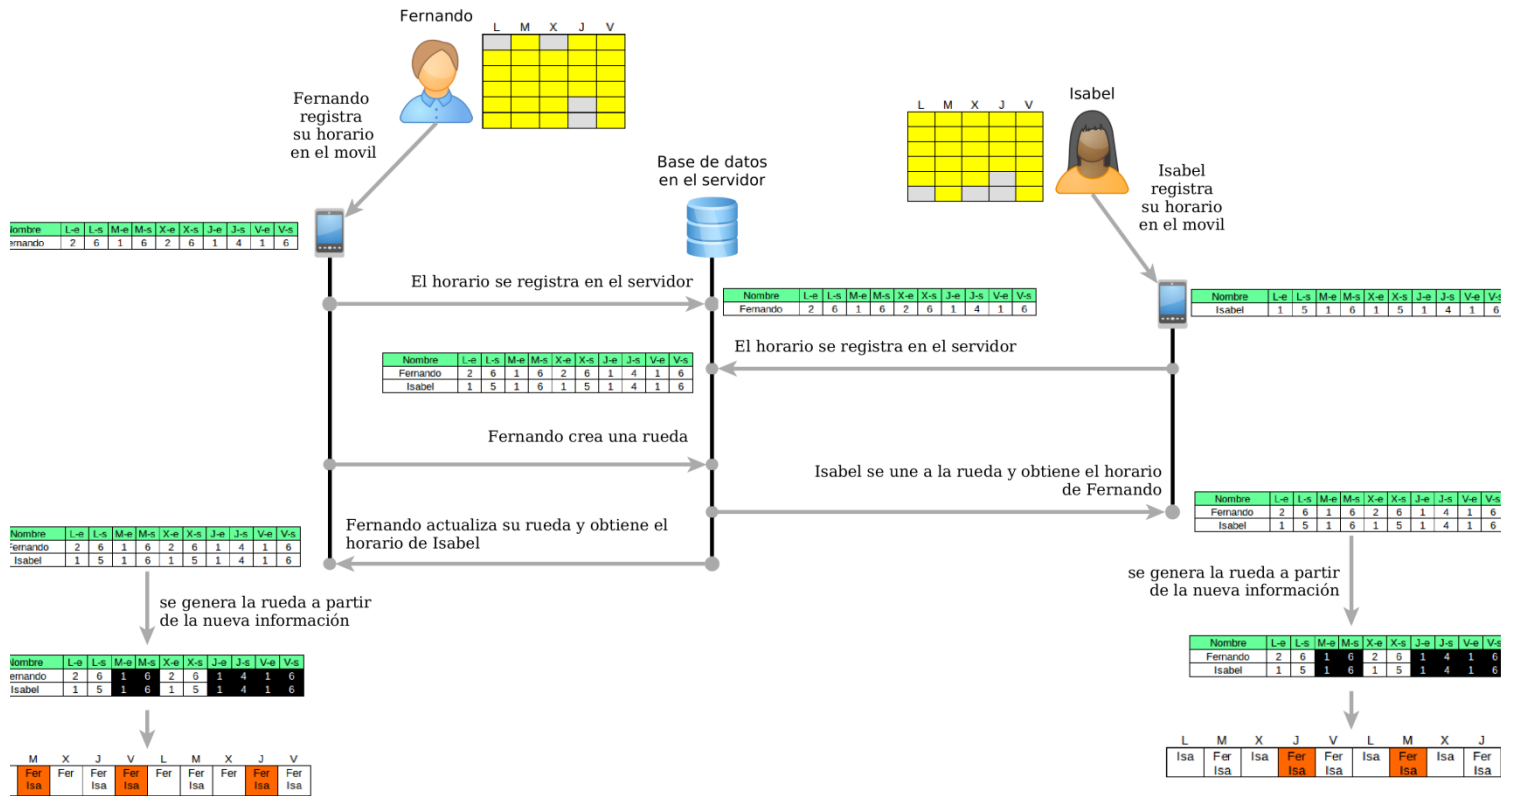 Fernando
L M X J V
Fernando
registra
su horario
en el movil
Isabel
L M X J V
Isabel
registra
su horario
en el movil
Base de datos
en el servidor
ombre L-e L-s M-e M-s X-e X-s J-e J-s V-e V-s
ernando 2 6 1 6 2 6 1 4 1 6
El horario se registra en el servidor
Nombre L-e L-s M-e M-s X-e X-s J-e J-s V-e V-s
Fernando 2 6 1 6 2 6 1 4 1 6
Nombre L-e L-s M-e M-s X-e X-s J-e J-s V-e V-s
Isabel 1 5 1 6 1 5 1 4 1 6
El horario se registra en el servidor
Nombre L-e L-s M-e M-s X-e X-s J-e J-s V-e V-s
Fernando 2 6 1 6 2 6 1 4 1 6
Isabel 1 5 1 6 1 5 1 4 1 6
Fernando crea una rueda
Isabel se une a la rueda y obtiene el horario
de Fernando
Nombre L-e L-s M-e M-s X-e X-s J-e J-s V-e V-s
Fernando 2 6 1 6 2 6 1 4 1 6
Isabel 1 5 1 6 1 5 1 4 1 6
Fernando actualiza su rueda y obtiene el
horario de Isabel
Nombre L-e L-s M-e M-s X-e X-s J-e J-s V-e V-s
Fernando 2 6 1 6 2 6 1 4 1 6
Isabel 1 5 1 6 1 5 1 4 1 6
se genera la rueda a partir
de la nueva información
se genera la rueda a partir
de la nueva información
Nombre L-e L-s M-e M-s X-e X-s J-e J-s V-e V-s
Fernando 2 6 1 6 2 6 1 4 1 6
Isabel 1 5 1 6 1 5 1 4 1 6
ombre L-e L-s M-e M-s X-e X-s J-e J-s V-e V-s
ernando 2 6 1 6 2 6 1 4 1 6
Isabel 1 5 1 6 1 5 1 4 1 6
L M X J V L M X J
Isa Fer Isa Fer Fer Isa Fer Isa Fer
Isa Isa Isa Isa Isa
M X J V L M X J V
Fer Fer Fer Fer Fer Fer Fer Fer Fer
Isa Isa Isa Isa Isa Isa